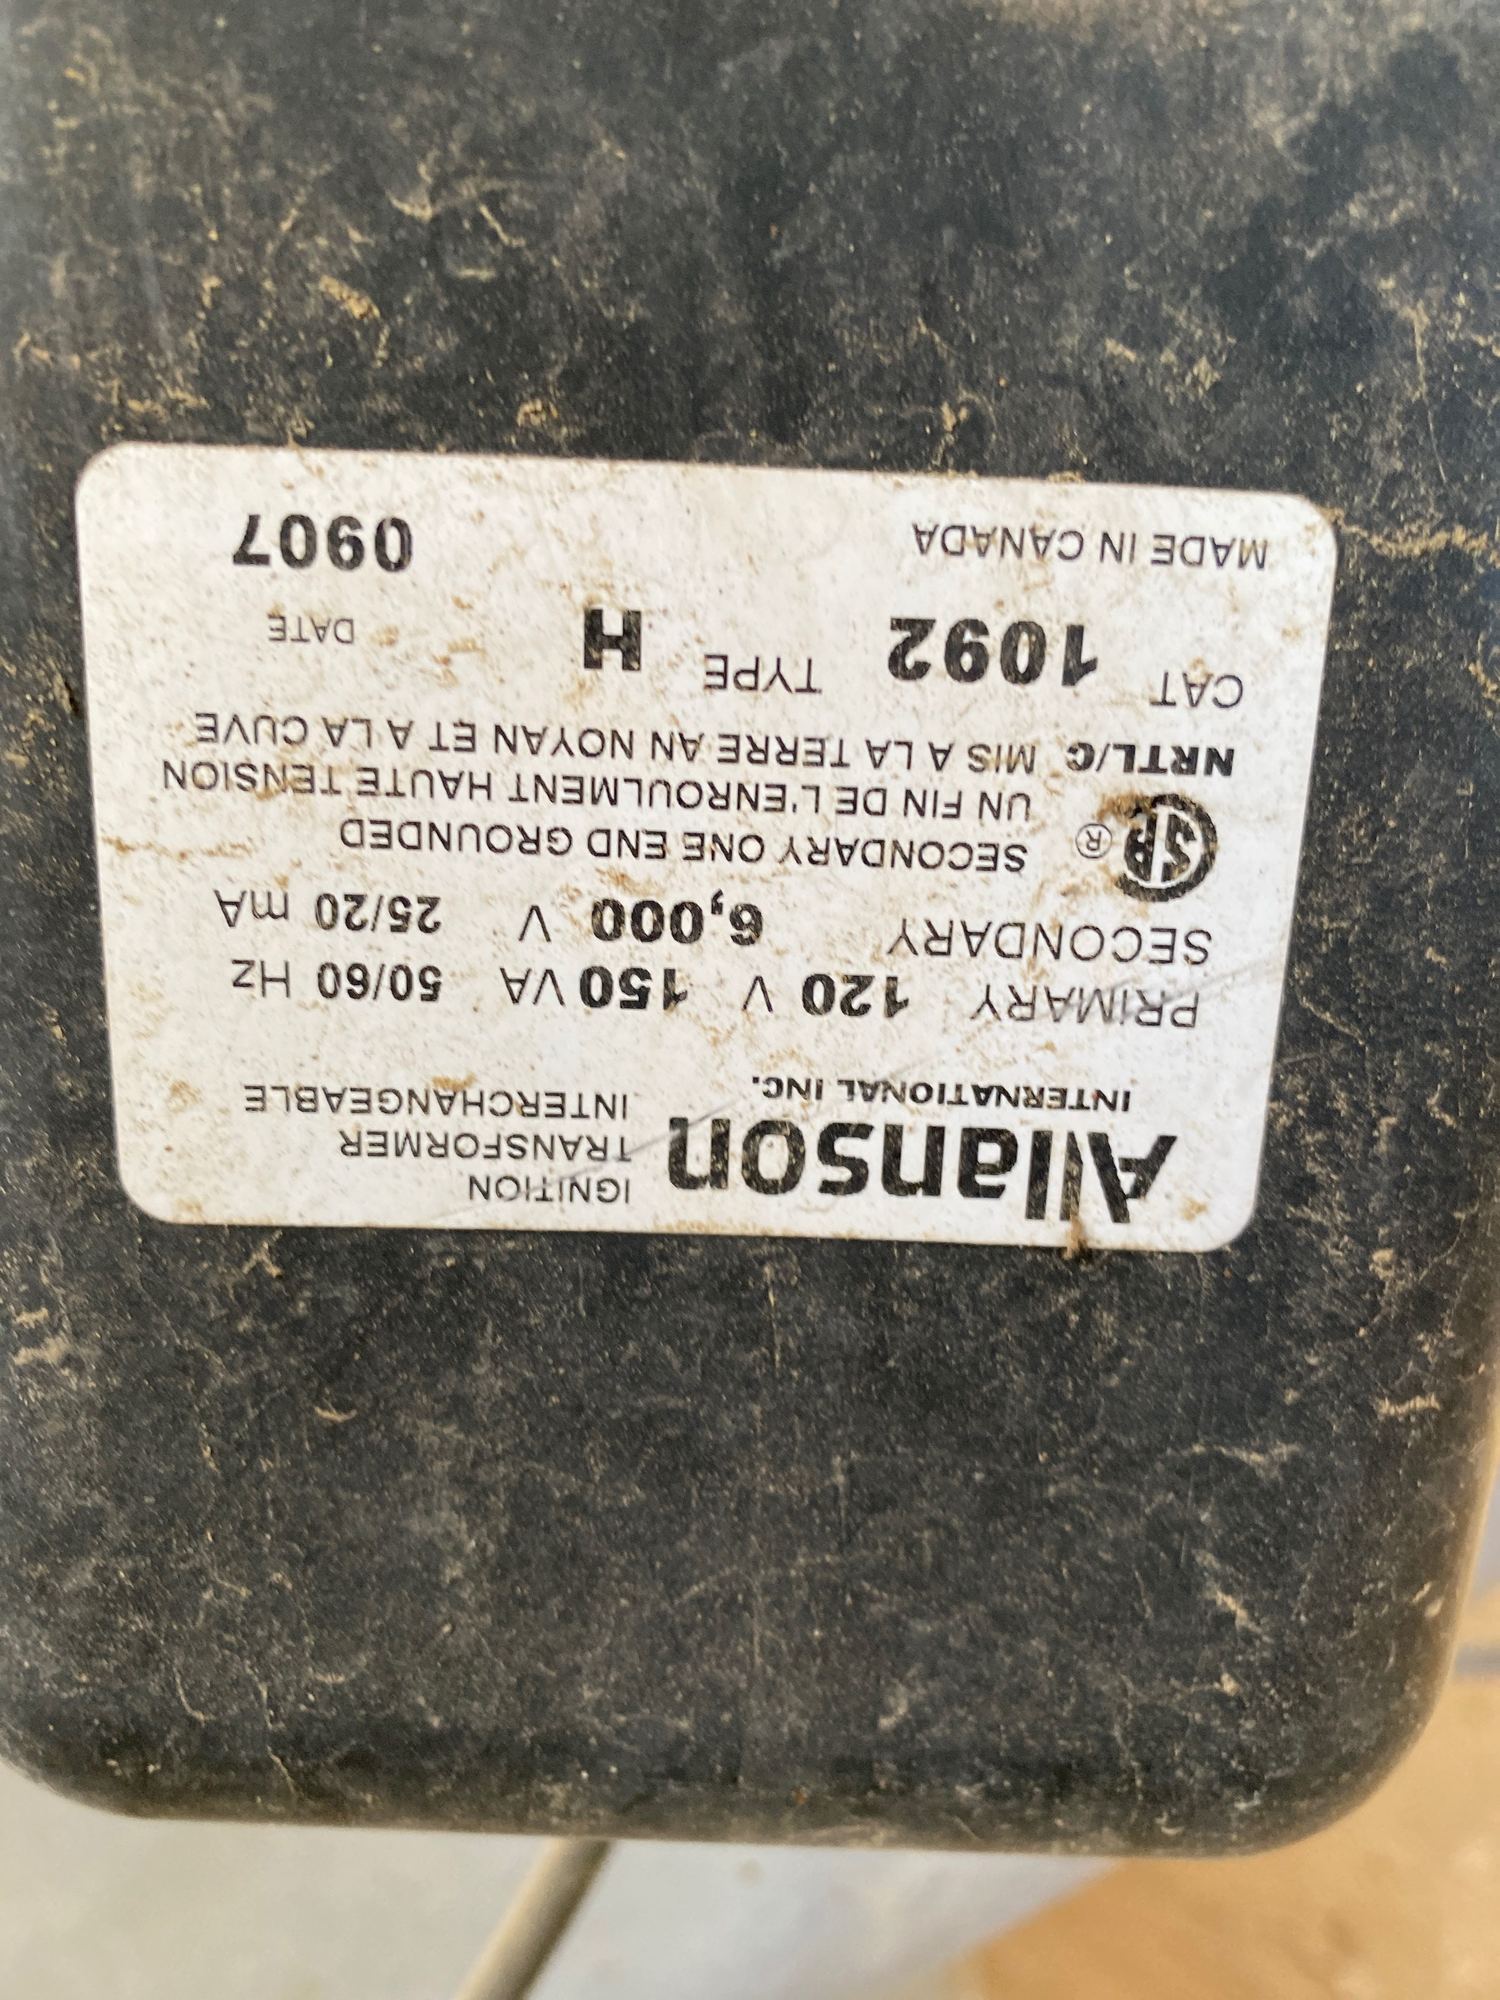 Allanson
INTERNATIONAL INC.
IGNITION
TRANSFORMER
INTERCHANGEABLE
PRIMARY 120 V 150 VA 50/60 Hz
SECONDARY 6,000 V 25/20 mA
SECONDARY ONE END GROUNDED
UN FIN DE L'ENROULMENT HAUTE TENSION
MIS A LA TERRE AN NOYAN ET A LA CUVE
SA ®
NRTL/C
CAT 1092 TYPE H DATE
MADE IN CANADA 0907